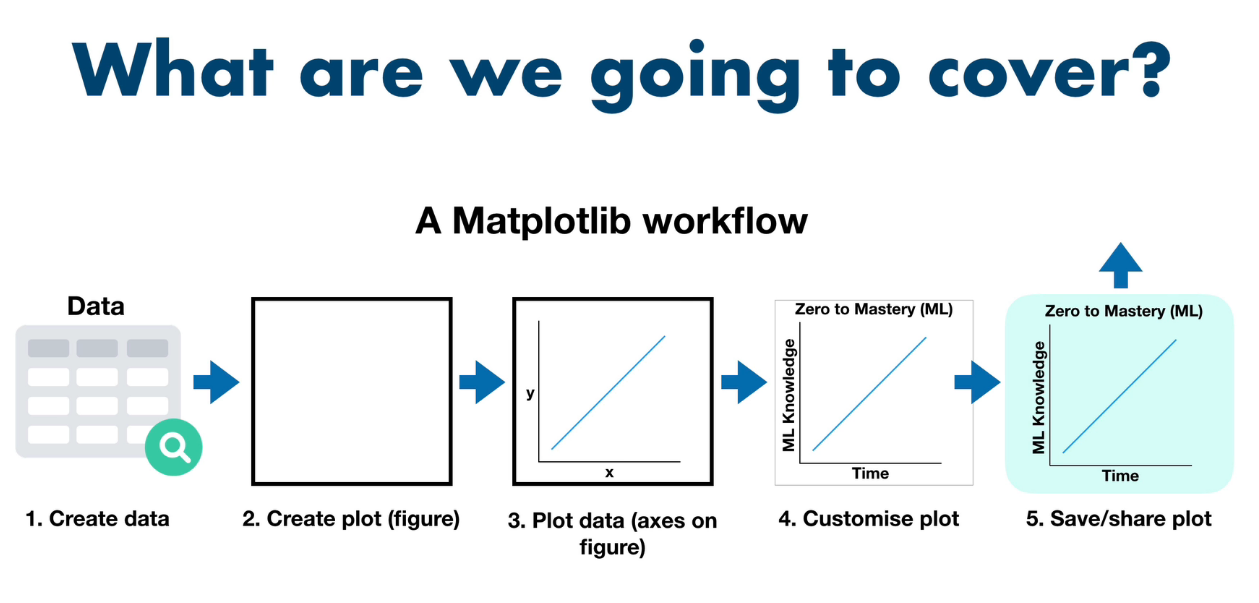 What are we going to cover?
A Matplotlib workflow
Data
1. Create data
2. Create plot (figure)
y
x
3. Plot data (axes on
figure)
Zero to Mastery (ML)
ML Knowledge
Time
4. Customise plot
Zero to Mastery (ML)
ML Knowledge
Time
5. Save/share plot